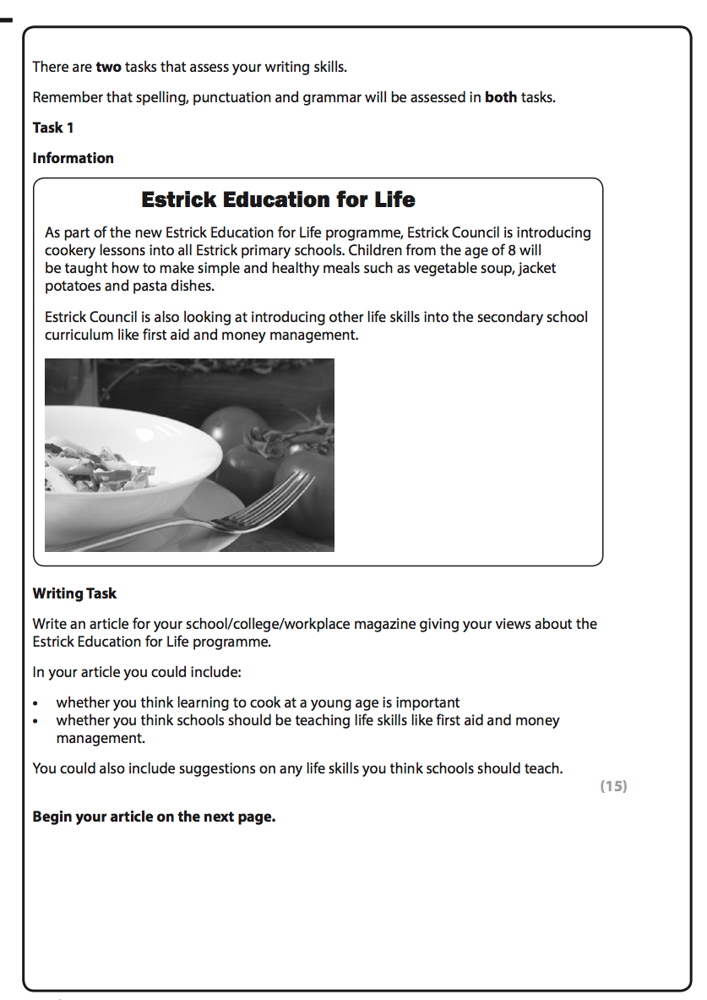 There are two tasks that assess your writing skills.
Remember that spelling, punctuation and grammar will be assessed in both tasks.
Task 1
Information
Estrick Education for Life
As part of the new Estrick Education for Life programme, Estrick Council is introducing
cookery lessons into all Estrick primary schools. Children from the age of 8 will
be taught how to make simple and healthy meals such as vegetable soup, jacket
potatoes and pasta dishes.
Estrick Council is also looking at introducing other life skills into the secondary school
curriculum like first aid and money management.
Writing Task
Write an article for your school/college/workplace magazine giving your views about the
Estrick Education for Life programme.
In your article you could include:
• whether you think learning to cook at a young age is important
• whether you think schools should be teaching life skills like first aid and money
management.
You could also include suggestions on any life skills you think schools should teach.
(15)
Begin your article on the next page.